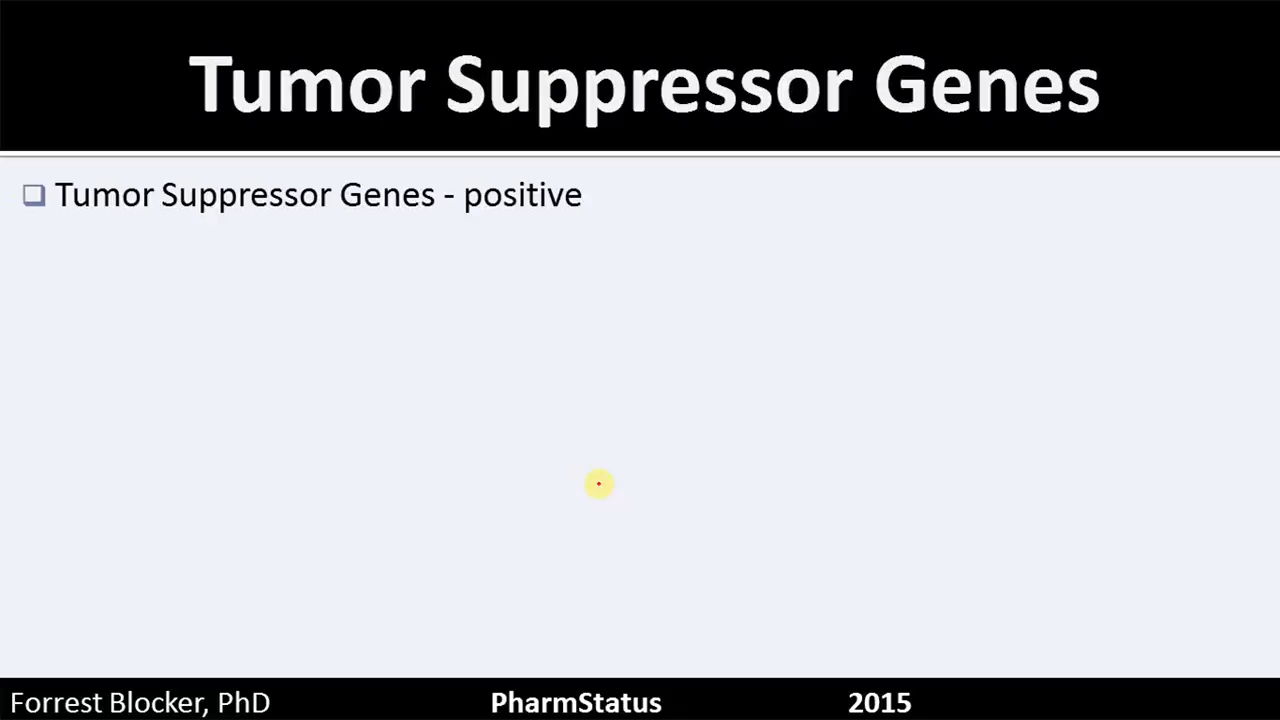 Tumor Suppressor Genes
Tumor Suppressor Genes - positive
Forrest Blocker, PhD PharmStatus 2015